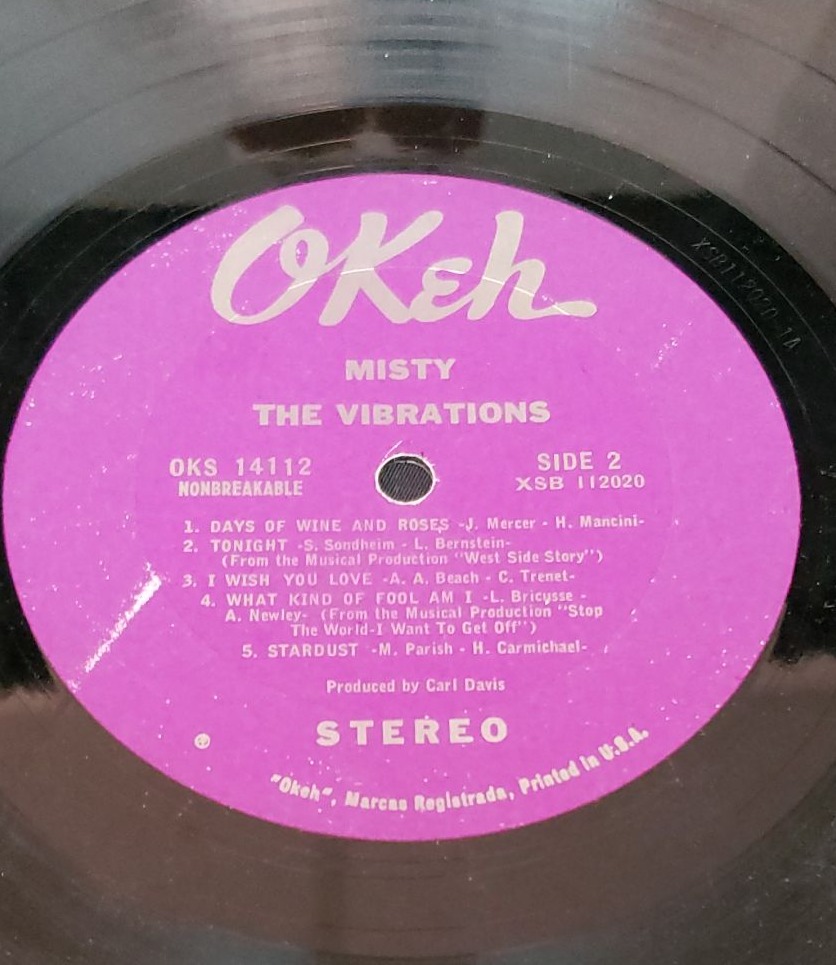 OKeh
XSB112020-1A
MISTY
THE VIBRATIONS
OKS 14112
NONBREAKABLE
SIDE 2
XSB 112020
1. DAYS OF WINE AND ROSES -J. Mercer - H. Mancini-
2. TONIGHT -S. Sondheim - L. Bernstein-
(From the Musical Production "West Side Story")
3. I WISH YOU LOVE -A. A. Beach - C. Trenet-
4. WHAT KIND OF FOOL AM I -L. Bricysse -
A. Newley- (From the Musical Production "Stop
The World-I Want To Get Off")
5. STARDUST -M. Parish - H. Carmichael-
Produced by Carl Davis
STEREO
"Okeh", Marcas Registrada, Printed in U.S.A.